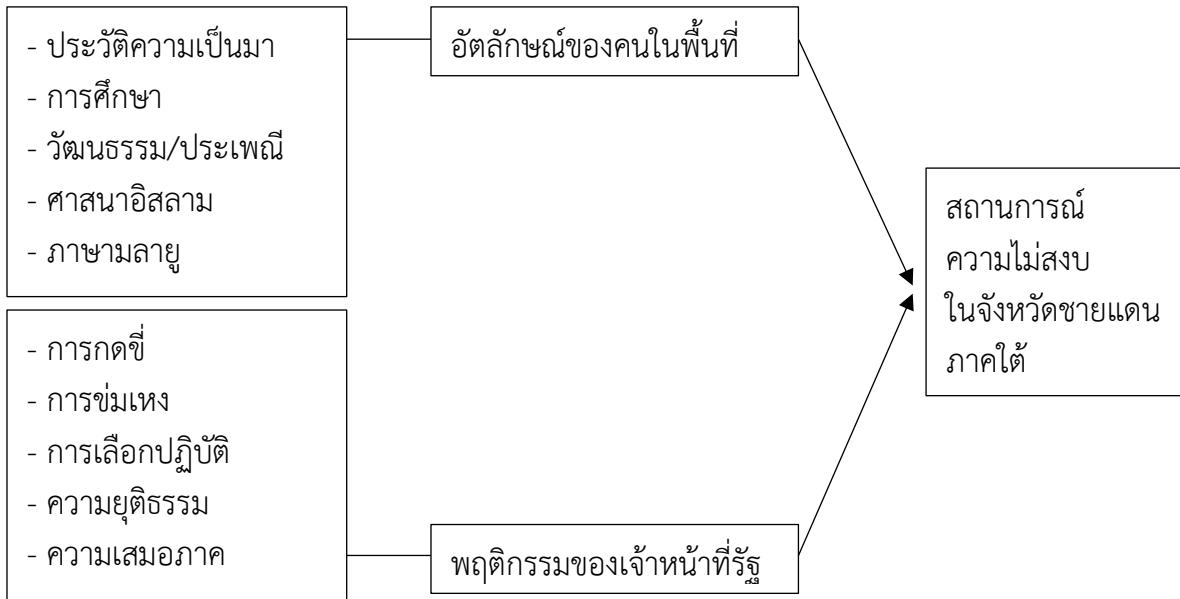 - ประวัติความเป็นมา
- การศึกษา
- วัฒนธรรม/ประเพณี
- ศาสนาอิสลาม
- ภาษามลายู
อัตลักษณ์ของคนในพื้นที่
- การกดขี่
- การข่มเหง
- การเลือกปฏิบัติ
- ความยุติธรรม
- ความเสมอภาค
พฤติกรรมของเจ้าหน้าที่รัฐ
สถานการณ์
ความไม่สงบ
ในจังหวัดชายแดน
ภาคใต้